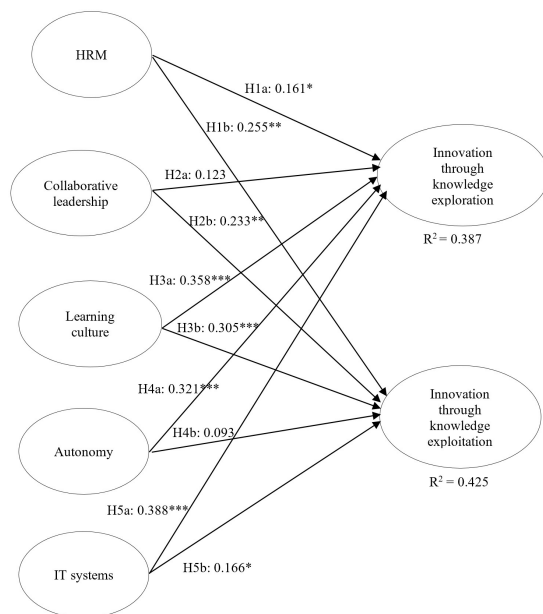 HRM
H1a: 0.161*
H1b: 0.255**
Innovation
through
knowledge
exploration
R² = 0.387
Collaborative
leadership
H2a: 0.123
H2b: 0.233**
Learning
culture
H3a: 0.358***
H3b: 0.305***
Innovation
through
knowledge
exploitation
R² = 0.425
Autonomy
H4a: 0.321***
H4b: 0.093
IT systems
H5a: 0.388***
H5b: 0.166*